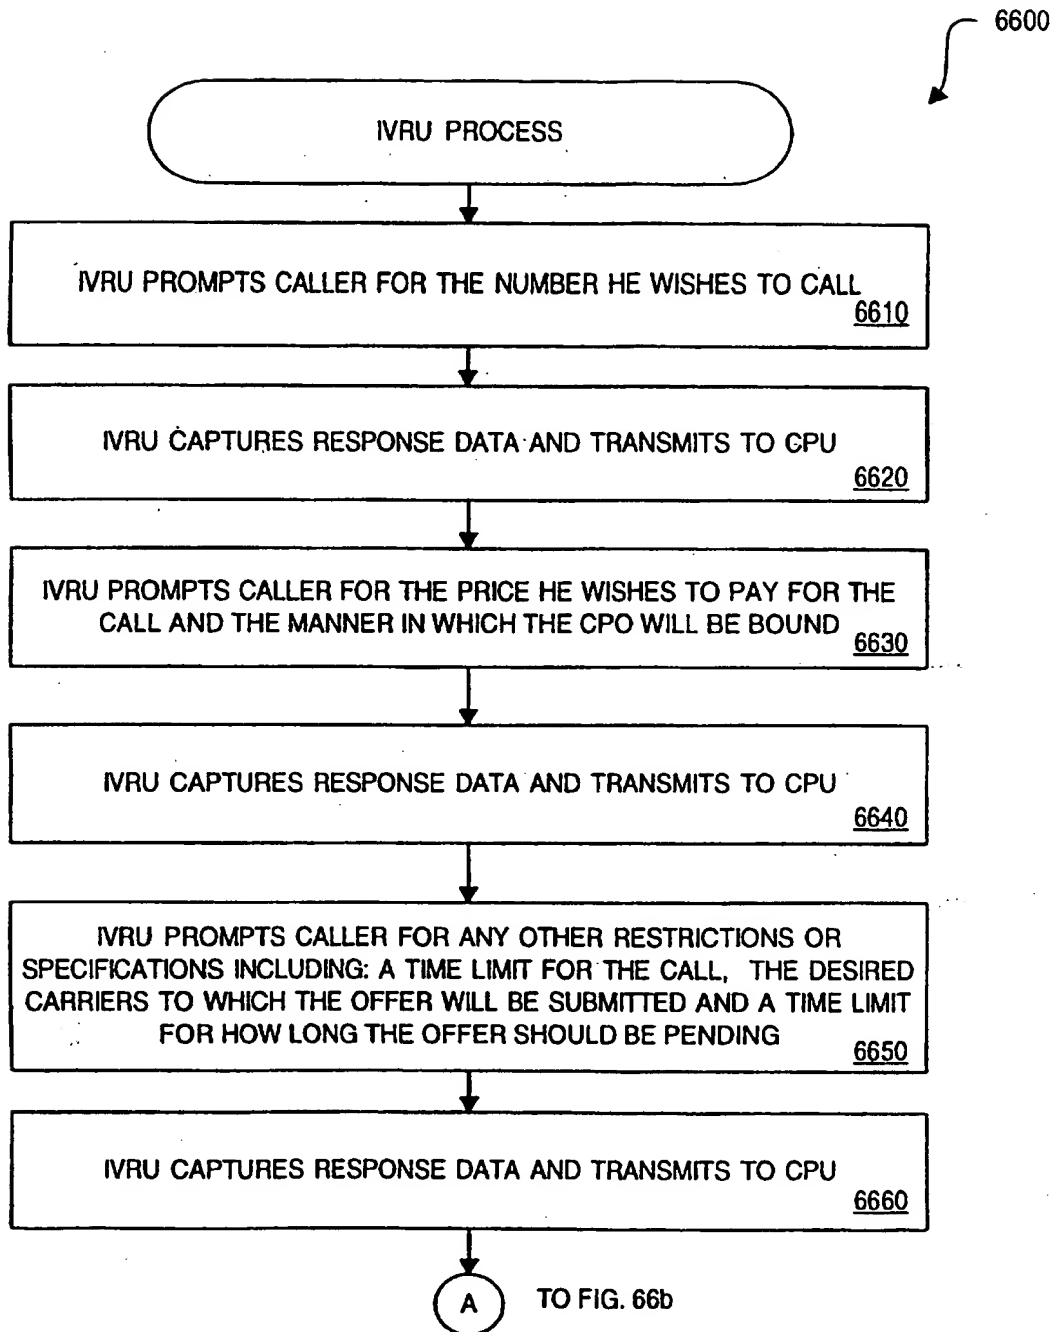 6600
IVRU PROCESS
IVRU PROMPTS CALLER FOR THE NUMBER HE WISHES TO CALL
6610
IVRU CAPTURES RESPONSE DATA AND TRANSMITS TO CPU
6620
IVRU PROMPTS CALLER FOR THE PRICE HE WISHES TO PAY FOR THE
CALL AND THE MANNER IN WHICH THE CPO WILL BE BOUND
6630
IVRU CAPTURES RESPONSE DATA AND TRANSMITS TO CPU
6640
IVRU PROMPTS CALLER FOR ANY OTHER RESTRICTIONS OR
SPECIFICATIONS INCLUDING: A TIME LIMIT FOR THE CALL, THE DESIRED
CARRIERS TO WHICH THE OFFER WILL BE SUBMITTED AND A TIME LIMIT
FOR HOW LONG THE OFFER SHOULD BE PENDING
6650
IVRU CAPTURES RESPONSE DATA AND TRANSMITS TO CPU
6660
A TO FIG. 66b